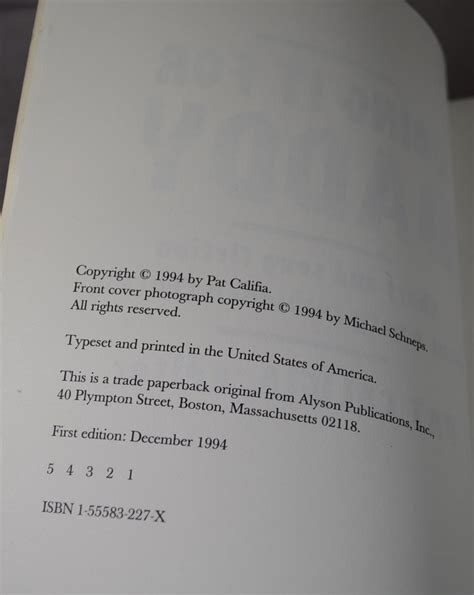 Copyright © 1994 by Pat Califia.
Front cover photograph copyright © 1994 by Michael Schneps.
All rights reserved.
Typeset and printed in the United States of America.
This is a trade paperback original from Alyson Publications, Inc.,
40 Plympton Street, Boston, Massachusetts 02118.
First edition: December 1994
5 4 3 2 1
ISBN 1-55583-227-X